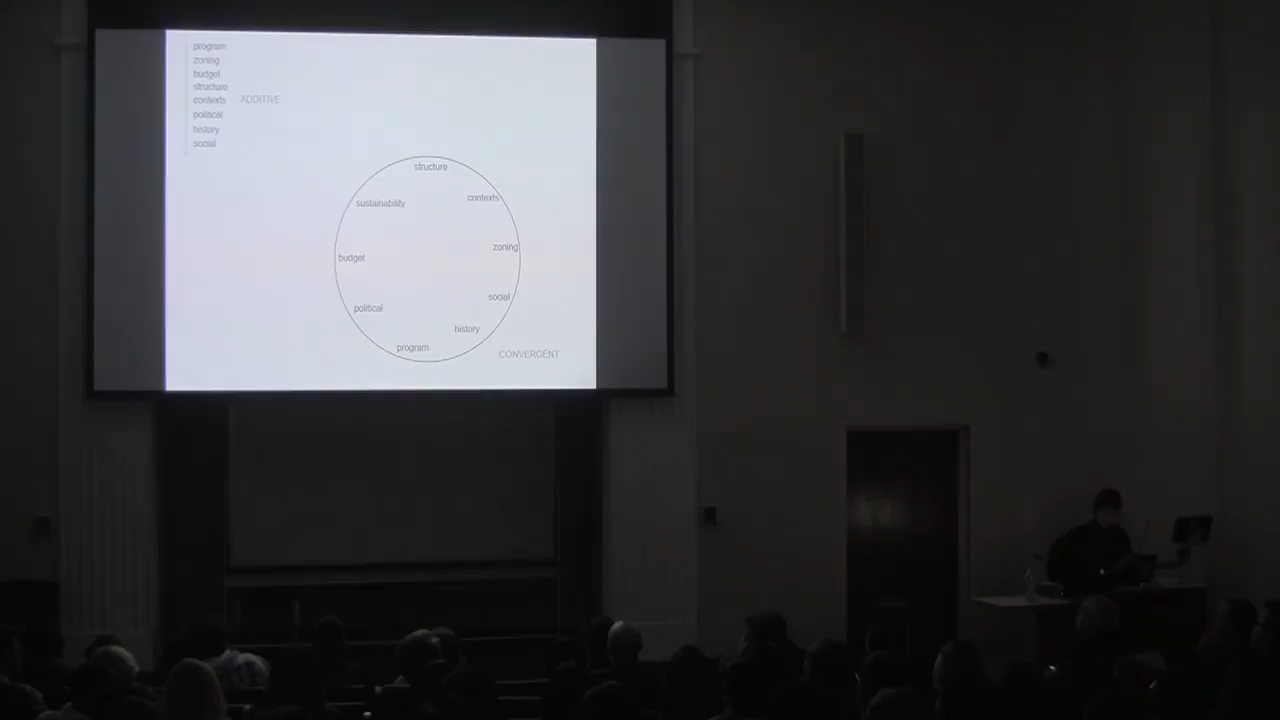 program
zoning
budget
structure
contexts ADDITIVE
political
history
social
structure
contexts
sustainability
zoning
budget
social
political
history
program
CONVERGENT